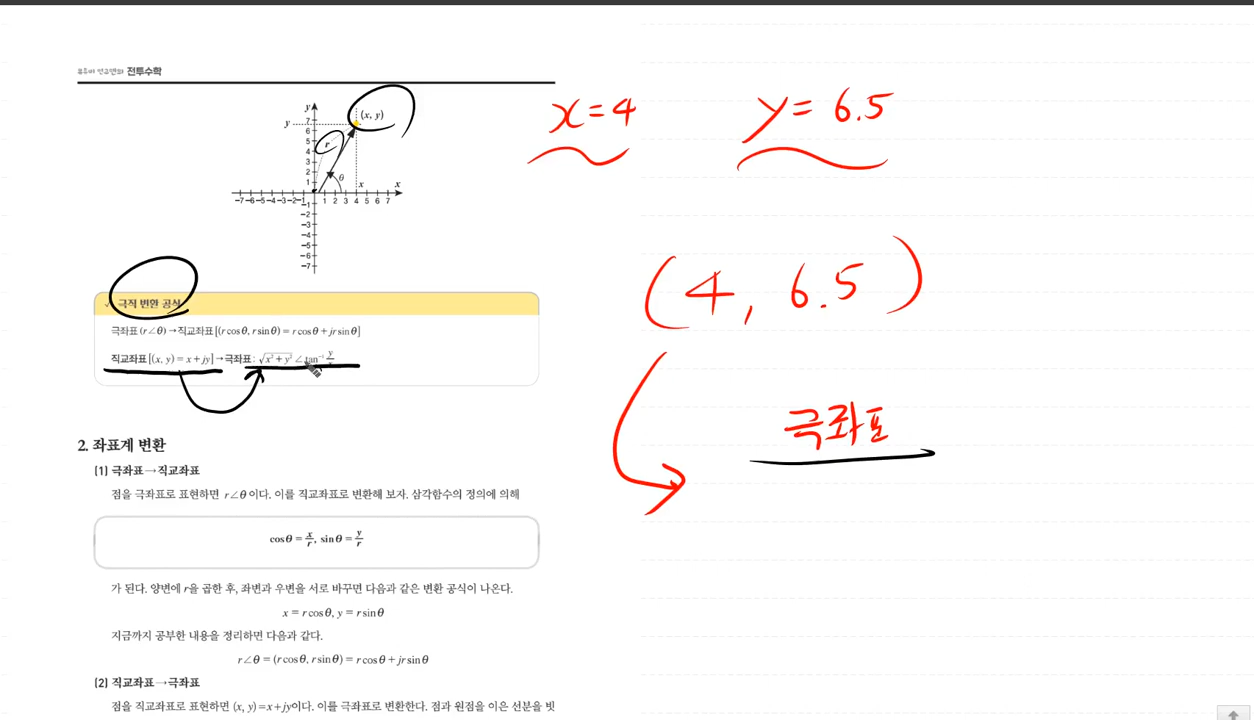 전투수학
y
7
y
(x, y)
6
5
r
4
3
2
θ
1
x
x
-7 -6 -5 -4 -3 -2 -1
1 2 3 4 5 6 7
-1
-2
-3
-4
-5
-6
-7
x = 4
y = 6.5
(4, 6.5)
극좌표
극직 변환 공식
극좌표 (r∠θ) → 직교좌표 [(r cos θ, r sin θ) = r cos θ + jr sin θ]
직교좌표 [(x, y) = x + jy] → 극좌표 : √x² + y² ∠ tan⁻¹ y
2. 좌표계 변환
(1) 극좌표 → 직교좌표
점을 극좌표로 표현하면 r∠θ 이다. 이를 직교좌표로 변환해 보자. 삼각함수의 정의에 의해
cos θ = x/r, sin θ = y/r
가 된다. 양변에 r을 곱한 후, 좌변과 우변을 서로 바꾸면 다음과 같은 변환 공식이 나온다.
x = r cos θ, y = r sin θ
지금까지 공부한 내용을 정리하면 다음과 같다.
r∠θ = (r cos θ, r sin θ) = r cos θ + jr sin θ
(2) 직교좌표 → 극좌표
점을 직교좌표로 표현하면 (x, y)=x+jy이다. 이를 극좌표로 변환한다. 점과 원점을 이은 선분을 빗